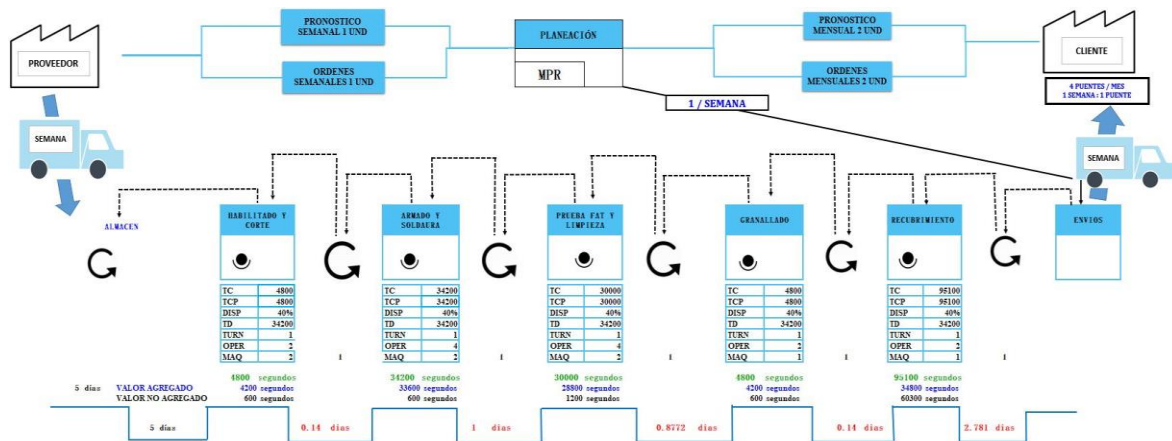 PRONOSTICO
SEMANAL 1 UND
ORDENES
SEMANALES 1 UND
PLANEACIÓN
MPR
PRONÓSTICO
MENSUAL 2 UND
ORDENES
MENSUALES 2 UND
PROVEEDOR
CLIENTE
4 PUENTES / MES
1 SEMANA: 1 PUENTE
1 / SEMANA
SEMANA
SEMANA
ALMACEN
HABILITADO Y
CORTE
TC 4800
TCP 4800
DISP 40%
TD 34200
TURN 1
OPER 2
MAQ 2
ARMADO Y
SOLDAURA
TC 34200
TCP 34200
DISP 40%
TD 34200
TURN 1
OPER 4
MAQ 2
I
PRUEBA FAT Y
LIMPIEZA
TC 30000
TCP 30000
DISP 40%
TD 34200
TURN 1
OPER 4
MAQ 2
I
GRANALLADO
TC 4800
TCP 4800
DISP 40%
TD 34200
TURN 1
OPER 2
MAQ 1
I
RECUBRIMIENTO
TC 95100
TCP 95100
DISP 40%
TD 34200
TURN 1
OPER 2
MAQ 1
I
ENVIOS
I
4800 segundos
34200 segundos
30000 segundos
4800 segundos
95100 segundos
5 días VALOR AGREGADO 4200 segundos 33600 segundos 28800 segundos 4200 segundos 34800 segundos
VALOR NO AGREGADO 600 segundos 600 segundos 1200 segundos 600 segundos 60300 segundos
5 días 0.14 días 1 días 0.8772 días 0.14 días 2.781 días